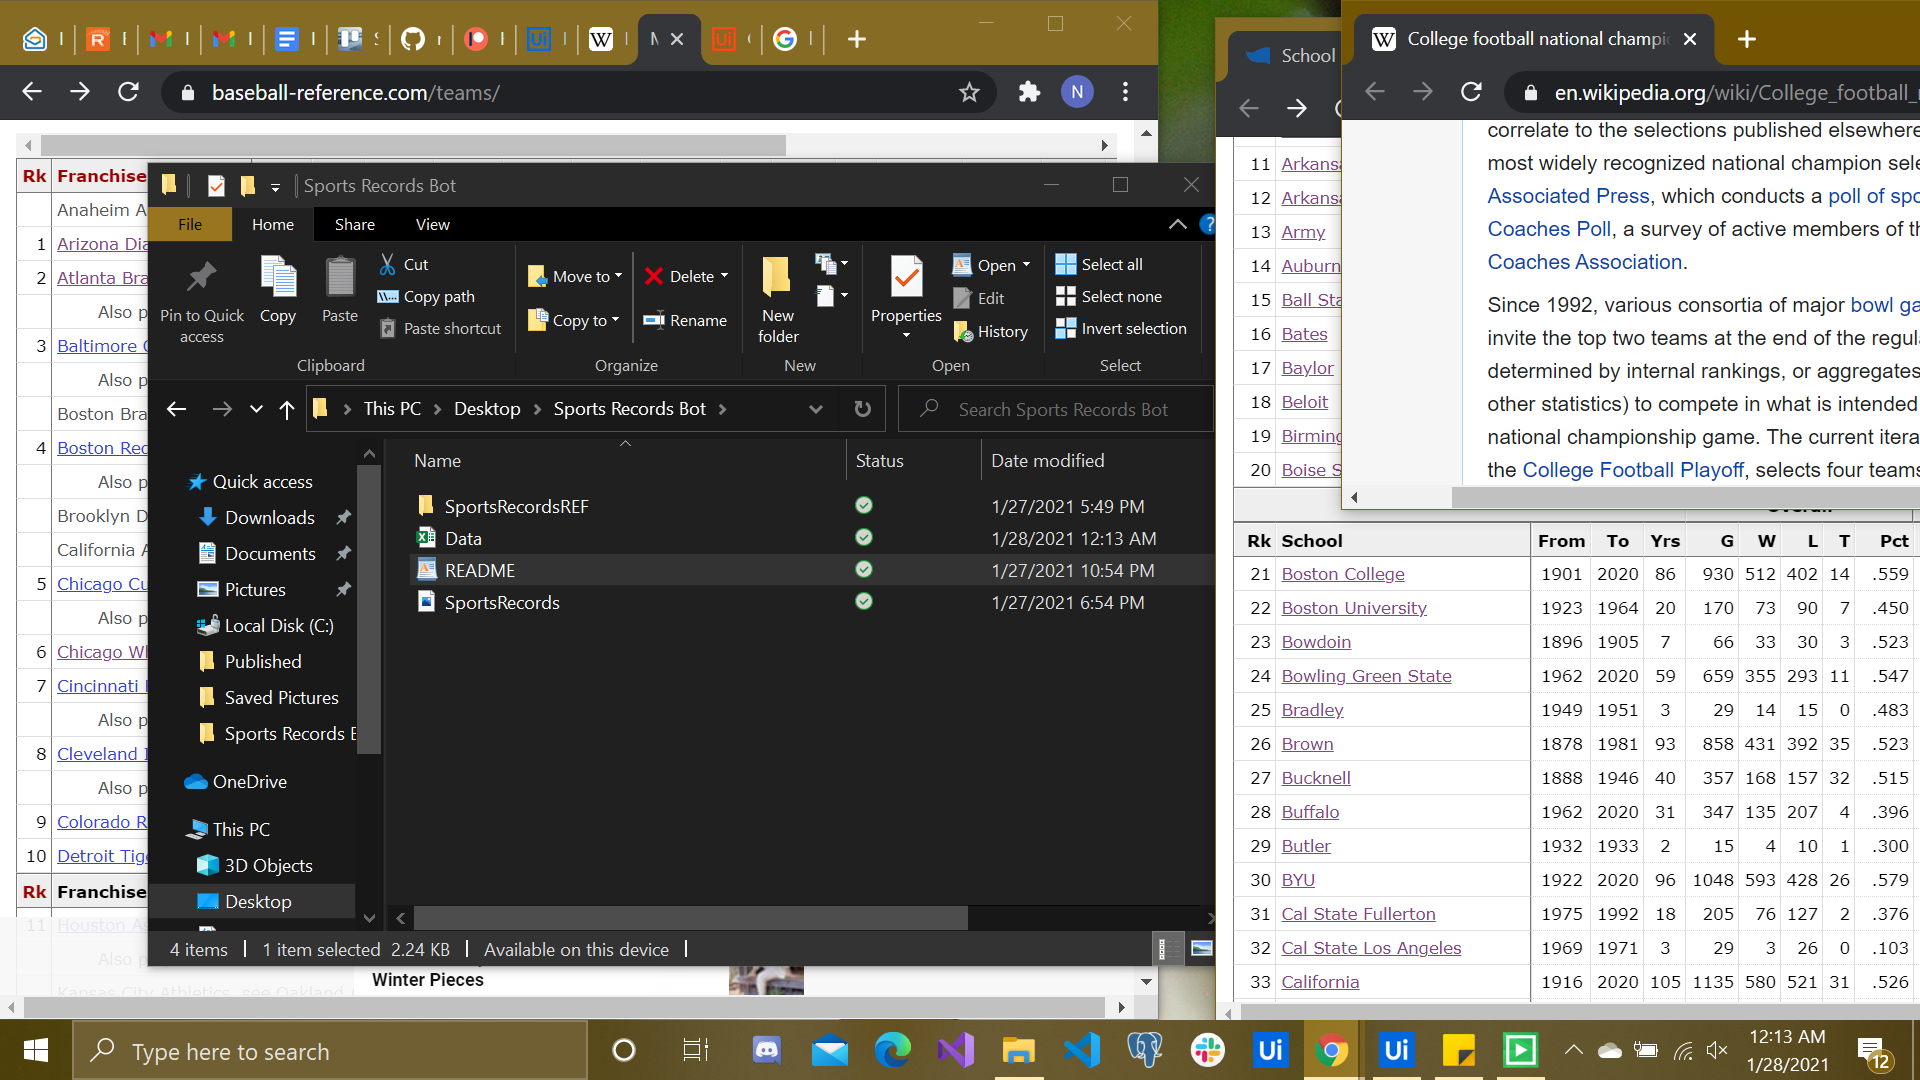 baseball-reference.com/teams/
Rk Franchise
Anaheim A
1 Arizona Dia
2 Atlanta Bra
Also p
3 Baltimore
Also p
Boston Bra
4 Boston Red
Also p
Brooklyn D
California A
5 Chicago Cu
Also p
6 Chicago Wh
7 Cincinnati
Also p
8 Cleveland I
Also p
9 Colorado R
10 Detroit Tige
Rk Franchise
11 Houston As
Also p
Kansas City Athletics, see Oakland
Winter Pieces
Sports Records Bot
File Home Share View
Pin to Quick access
Copy
Paste
Cut
Copy path
Paste shortcut
Clipboard
Move to
Copy to
Delete
Rename
Organize
New folder
New
Properties
Open
Edit
History
Open
Select all
Select none
Invert selection
Select
This PC Desktop Sports Records Bot
Search Sports Records Bot
Quick access
Downloads
Documents
Pictures
Local Disk (C:)
Published
Saved Pictures
Sports Records B
OneDrive
This PC
3D Objects
Desktop
Name Status Date modified
SportsRecordsREF 1/27/2021 5:49 PM
Data 1/28/2021 12:13 AM
README 1/27/2021 10:54 PM
SportsRecords 1/27/2021 6:54 PM
4 items 1 item selected 2.24 KB Available on this device
School
11 Arkansa
12 Arkansa
13 Army
14 Auburn
15 Ball Sta
16 Bates
17 Baylor
18 Beloit
19 Birming
20 Boise S
College football national champi
en.wikipedia.org/wiki/College_football_
correlate to the selections published elsewhere
most widely recognized national champion sele
Associated Press, which conducts a poll of spo
Coaches Poll, a survey of active members of th
Coaches Association.
Since 1992, various consortia of major bowl ga
invite the top two teams at the end of the regula
determined by internal rankings, or aggregates
other statistics) to compete in what is intended
national championship game. The current itera
the College Football Playoff, selects four teams
Overall
Rk School From To Yrs G W L T Pct
21 Boston College 1901 2020 86 930 512 402 14 .559
22 Boston University 1923 1964 20 170 73 90 7 .450
23 Bowdoin 1896 1905 7 66 33 30 3 .523
24 Bowling Green State 1962 2020 59 659 355 293 11 .547
25 Bradley 1949 1951 3 29 14 15 0 .483
26 Brown 1878 1981 93 858 431 392 35 .523
27 Bucknell 1888 1946 40 357 168 157 32 .515
28 Buffalo 1962 2020 31 347 135 207 4 .396
29 Butler 1932 1933 2 15 4 10 1 .300
30 BYU 1922 2020 96 1048 593 428 26 .579
31 Cal State Fullerton 1975 1992 18 205 76 127 2 .376
32 Cal State Los Angeles 1969 1971 3 29 3 26 0 .103
33 California 1916 2020 105 1135 580 521 31 .526
Type here to search
12:13 AM
1/28/2021
12